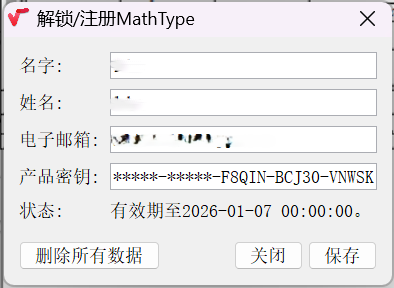 解锁/注册MathType
名字:
姓名:
电子邮箱:
产品密钥: *****-*****-F8QIN-BCJ30-VNWSK
状态: 有效期至2026-01-07 00:00:00。
删除所有数据 关闭 保存